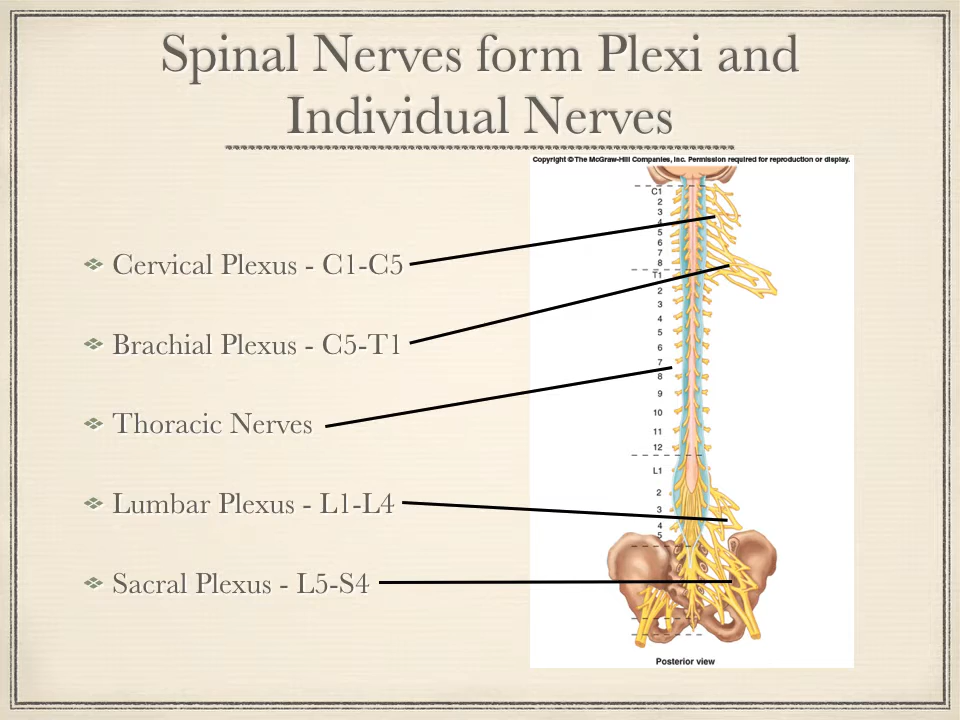 Spinal Nerves form Plexi and
Individual Nerves
Copyright © The McGraw-Hill Companies, Inc. Permission required for reproduction or display.
Cervical Plexus - C1-C5
Brachial Plexus - C5-T1
Thoracic Nerves
Lumbar Plexus - L1-L4
Sacral Plexus - L5-S4
C1
2
3
4
5
6
7
8
T1
2
3
4
5
6
7
8
9
10
11
12
L1
2
3
4
5
Posterior view